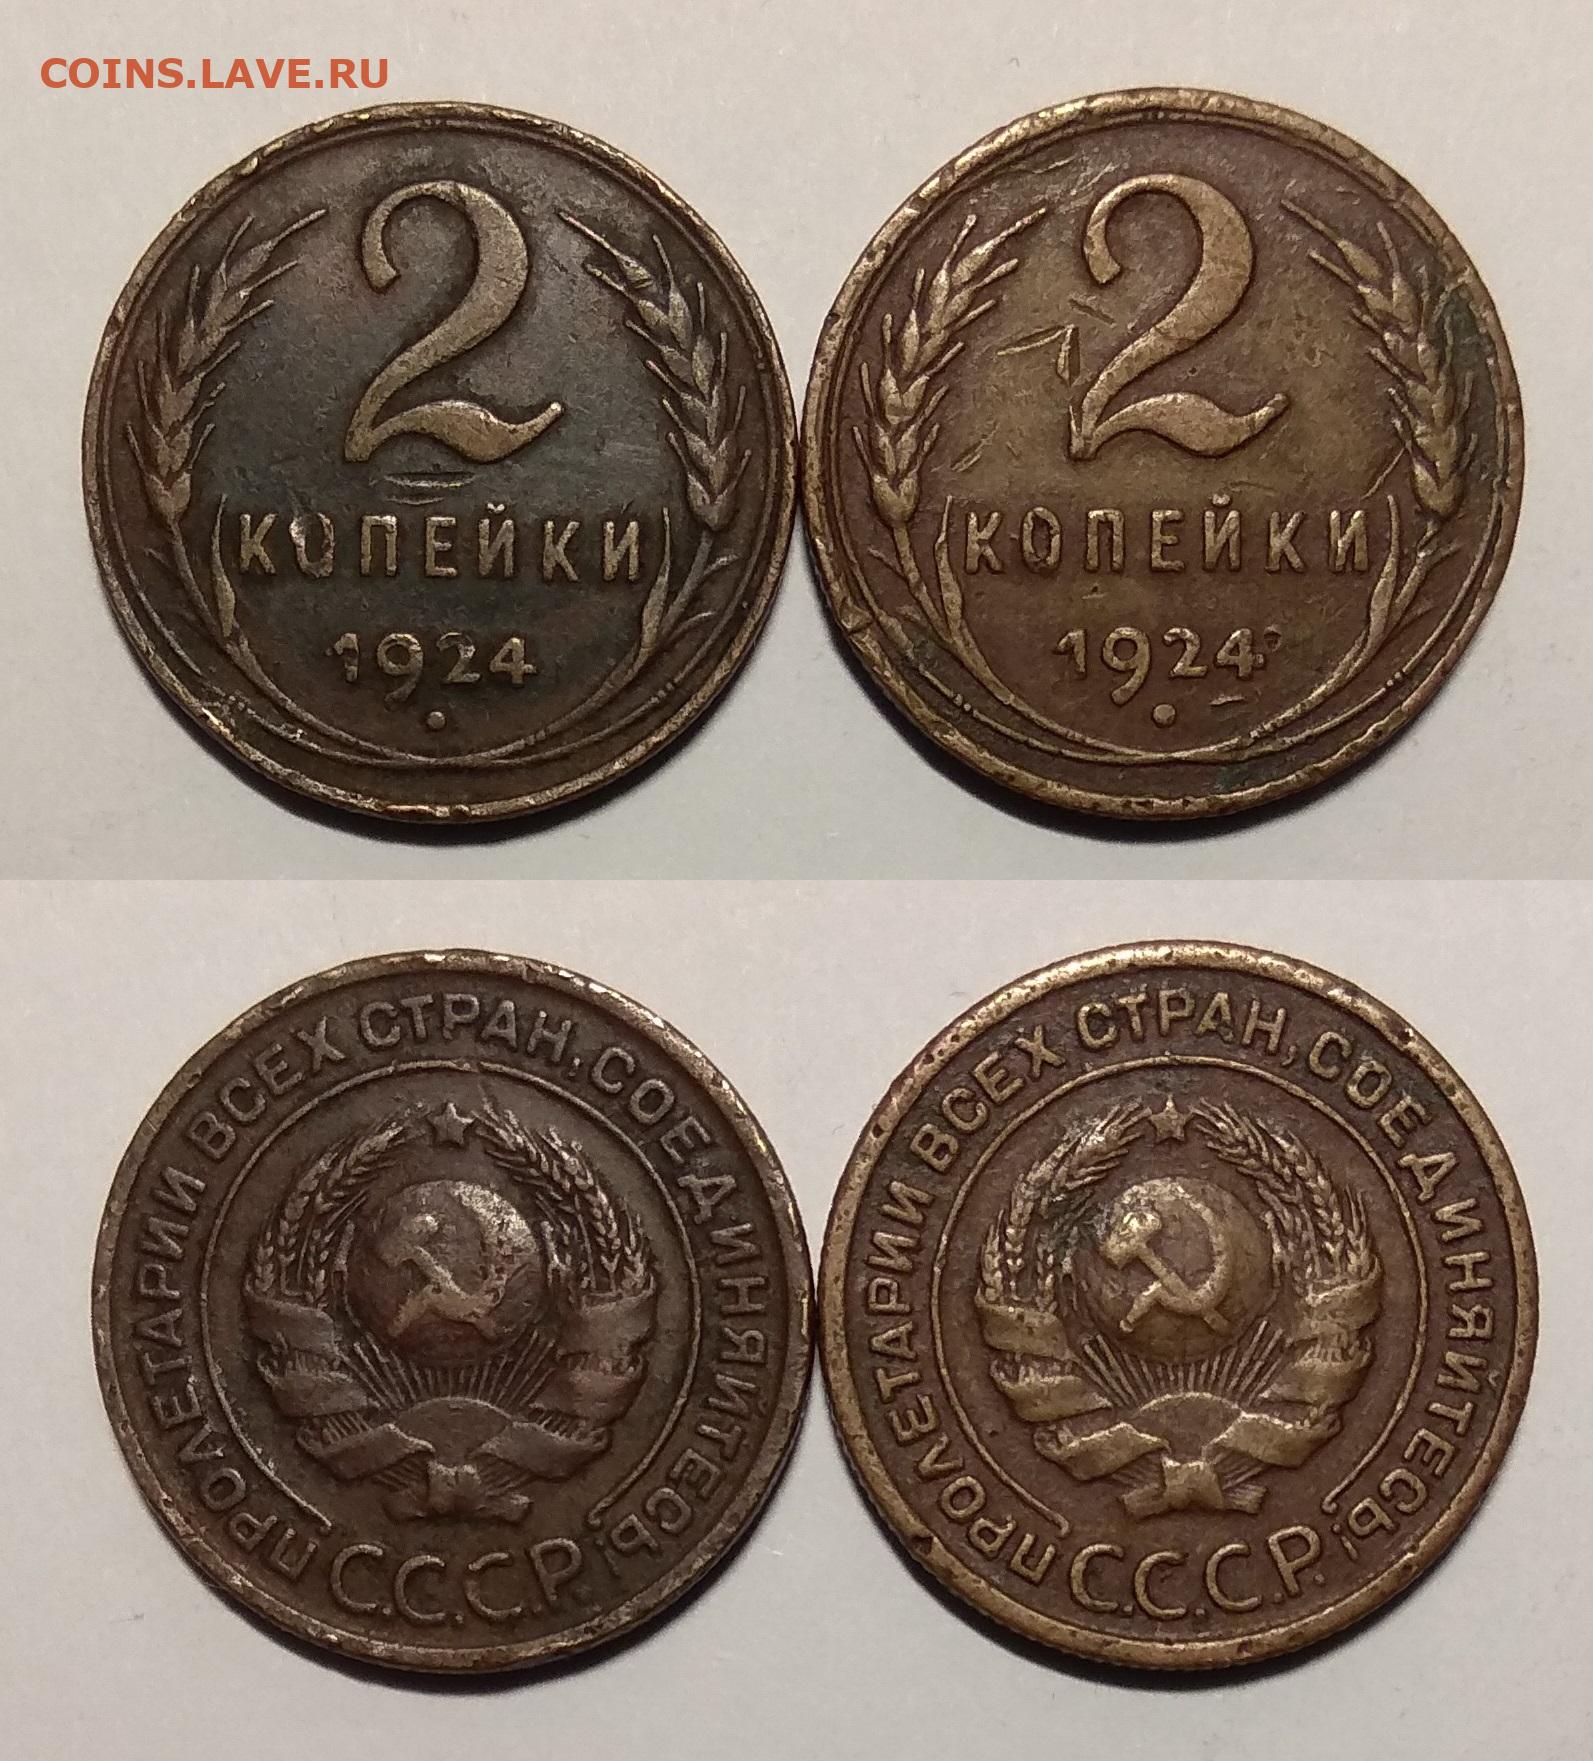 COINS.LAVE.RU
2
КОПЕЙКИ
1924
2
КОПЕЙКИ
1924
ПРОЛЕТАРИИ ВСЕХ СТРАН, СОЕДИНЯЙТЕСЬ!
С.С.С.Р.
ПРОЛЕТАРИИ ВСЕХ СТРАН, СОЕДИНЯЙТЕСЬ!
С.С.С.Р.